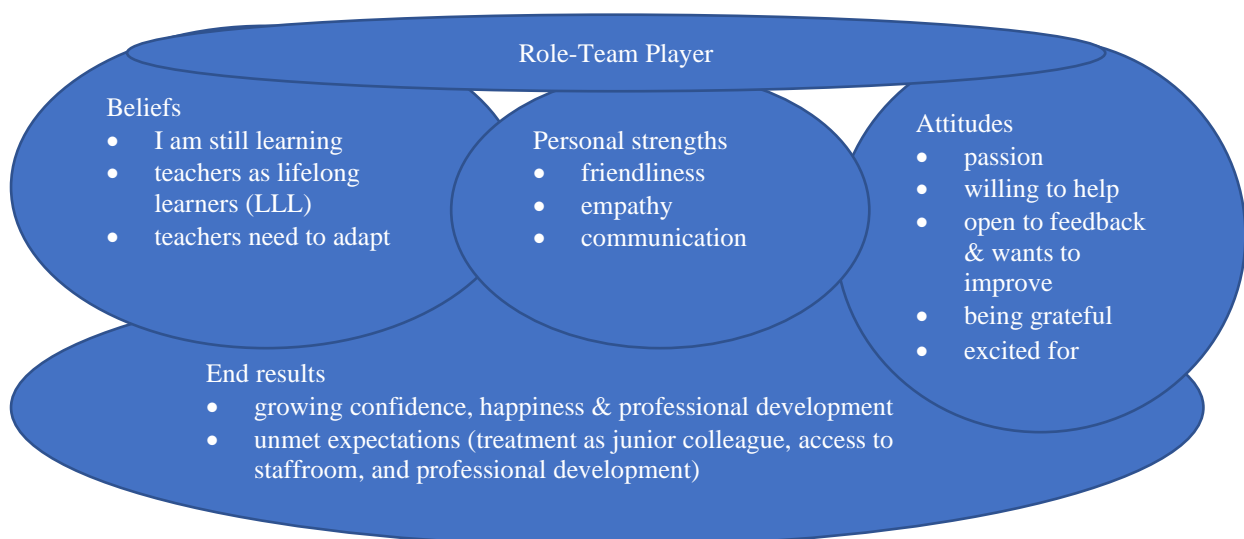 Role-Team Player
Beliefs
• I am still learning
• teachers as lifelong
learners (LLL)
• teachers need to adapt
Personal strengths
• friendliness
• empathy
• communication
Attitudes
• passion
• willing to help
• open to feedback
& wants to
improve
• being grateful
• excited for
End results
• growing confidence, happiness & professional development
• unmet expectations (treatment as junior colleague, access to
staffroom, and professional development)